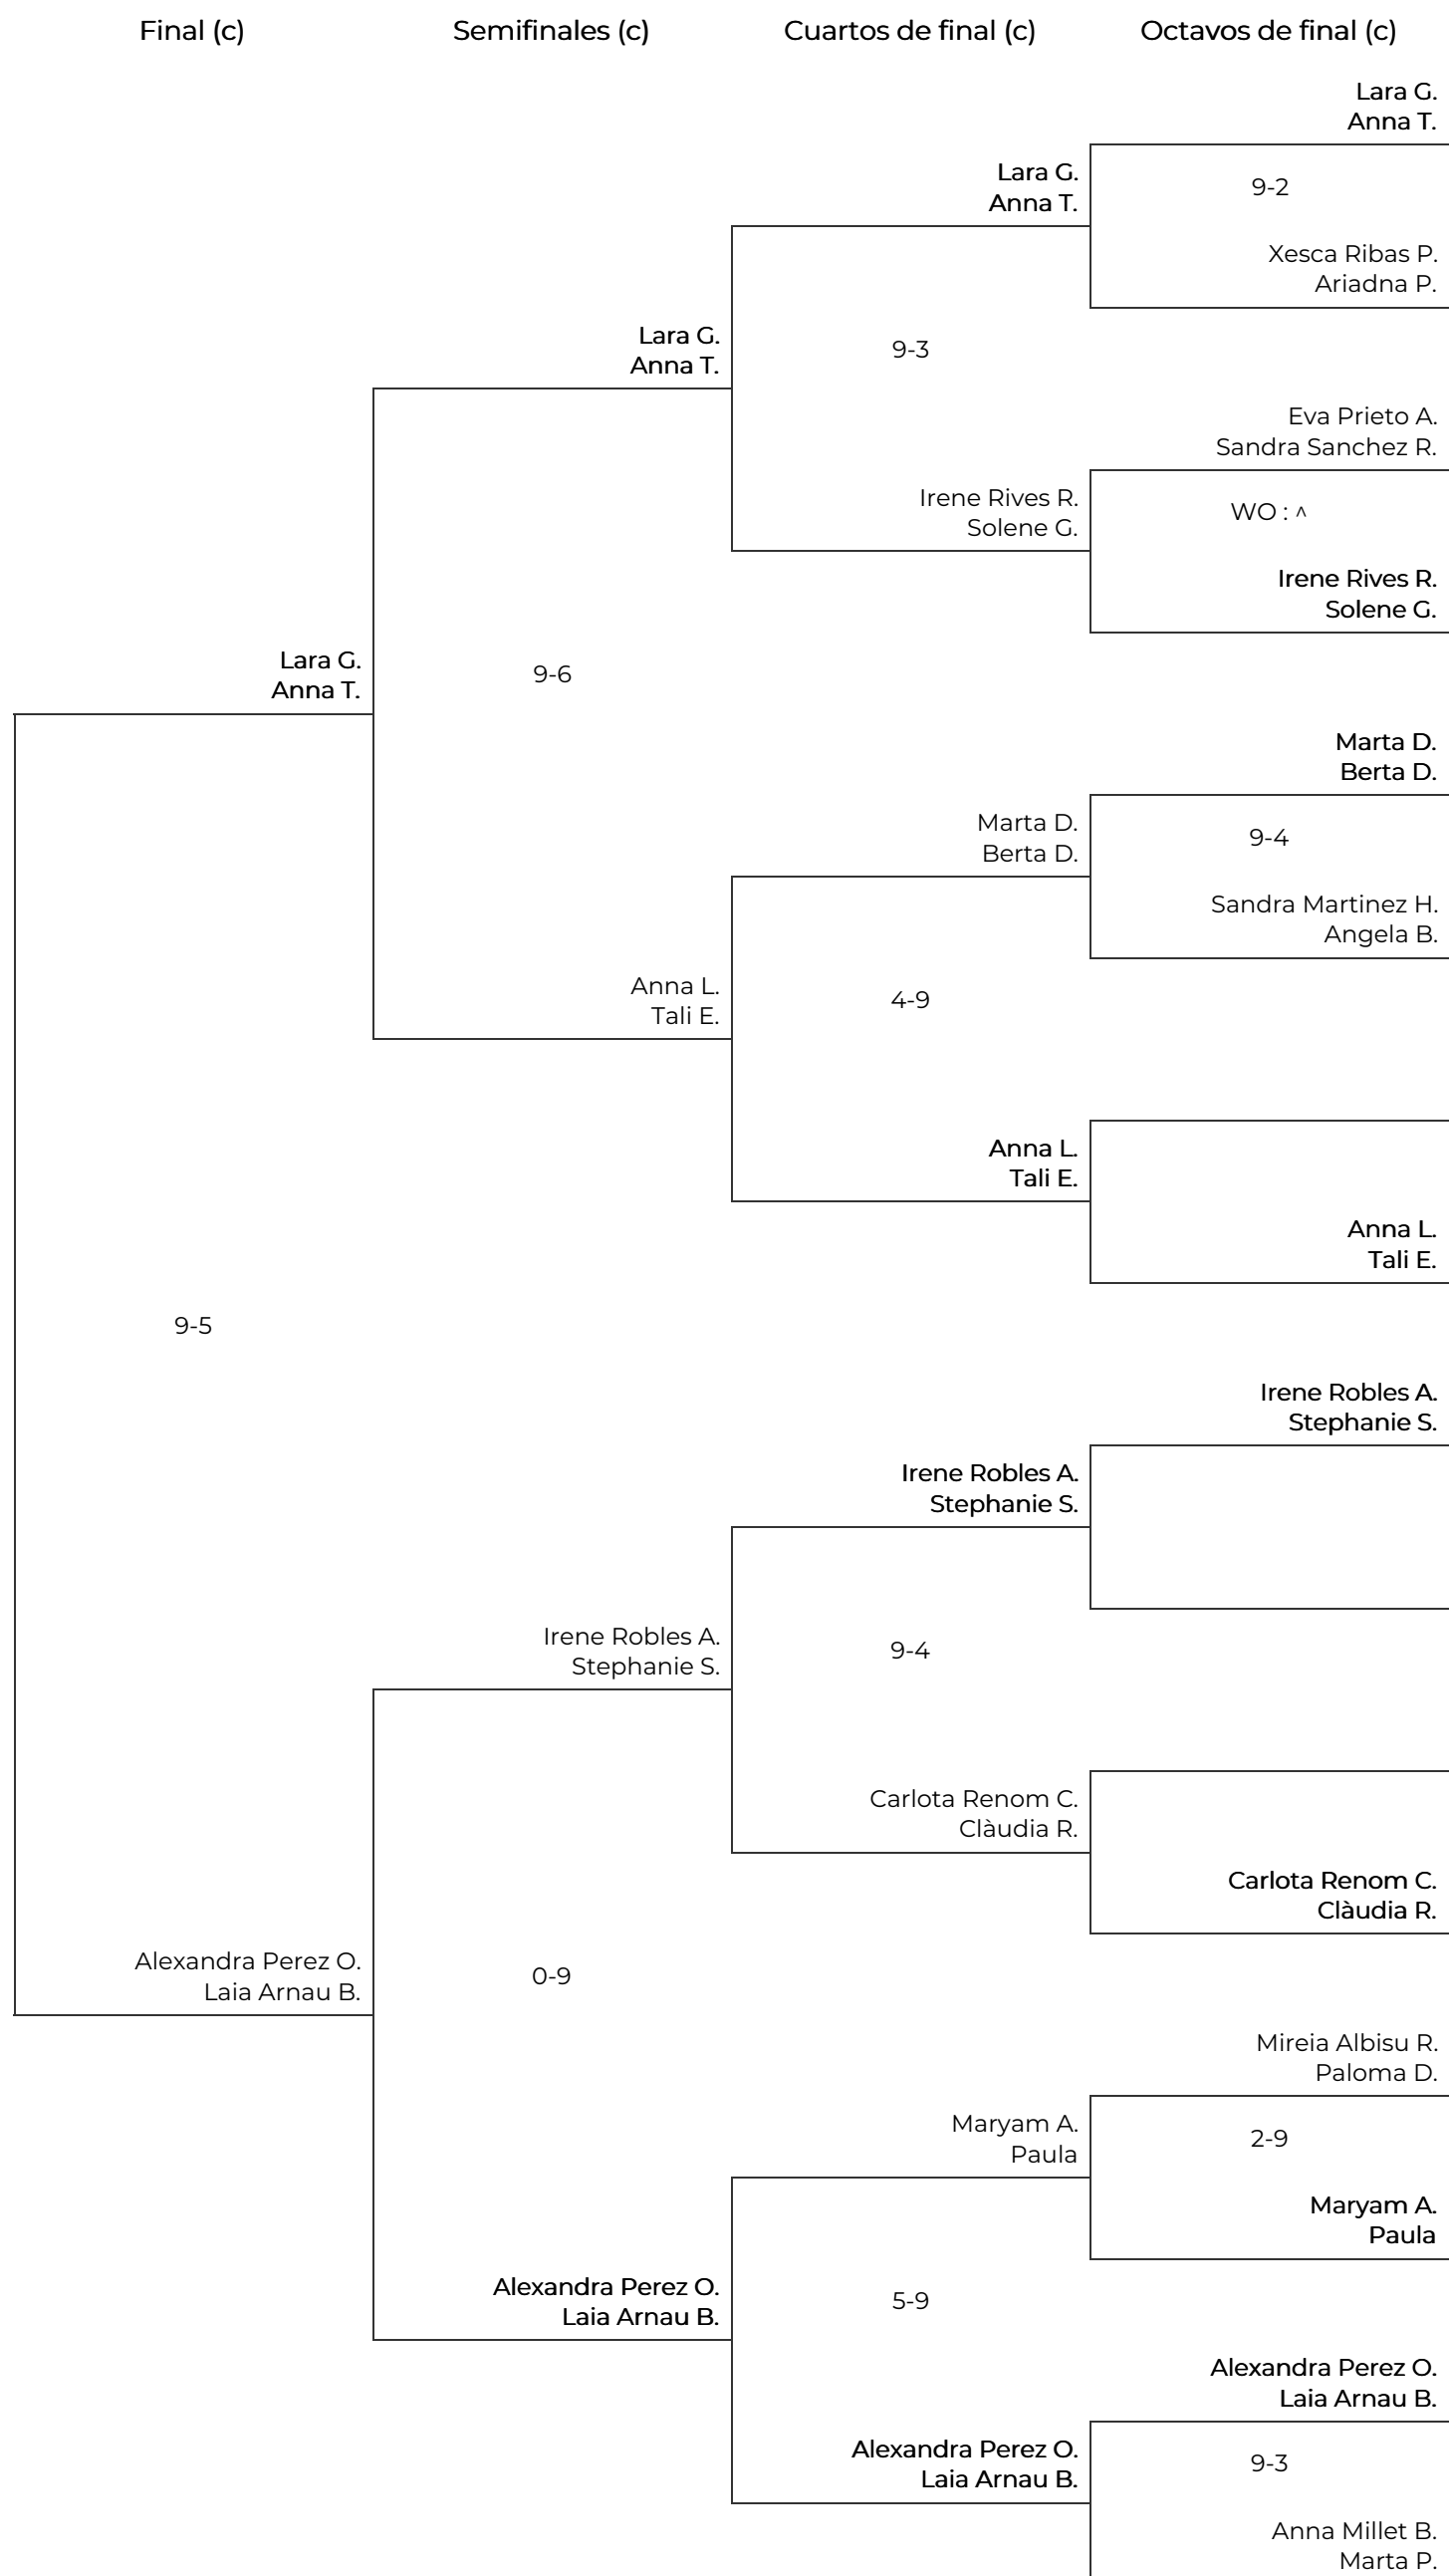 Final (c)
Semifinales (c)
Cuartos de final (c)
Octavos de final (c)
Lara G.
Anna T.
Lara G.
Anna T.
9-2
Xesca Ribas P.
Ariadna P.
Lara G.
Anna T.
9-3
Eva Prieto A.
Sandra Sanchez R.
Irene Rives R.
Solene G.
WO : ^
Irene Rives R.
Solene G.
Lara G.
Anna T.
9-6
Marta D.
Berta D.
Marta D.
Berta D.
9-4
Sandra Martinez H.
Angela B.
Anna L.
Tali E.
4-9
Anna L.
Tali E.
Anna L.
Tali E.
9-5
Irene Robles A.
Stephanie S.
Irene Robles A.
Stephanie S.
Irene Robles A.
Stephanie S.
9-4
Carlota Renom C.
Clàudia R.
Carlota Renom C.
Clàudia R.
Alexandra Perez O.
Laia Arnau B.
0-9
Mireia Albisu R.
Paloma D.
Maryam A.
Paula
2-9
Maryam A.
Paula
Alexandra Perez O.
Laia Arnau B.
5-9
Alexandra Perez O.
Laia Arnau B.
Alexandra Perez O.
Laia Arnau B.
9-3
Anna Millet B.
Marta P.